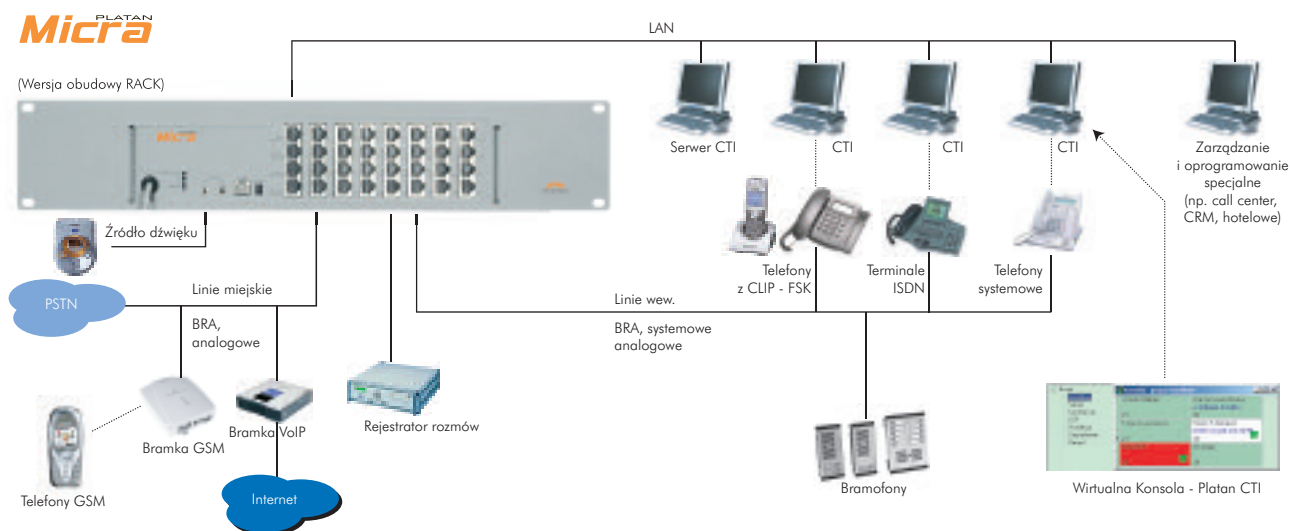 PLATAN
Micra
(Wersja obudowy RACK)
LAN
Micra
Serwer CTI
CTI
CTI
CTI
Zarządzanie
i oprogramowanie
specjalne
(np. call center,
CRM, hotelowe)
Źródło dźwięku
PSTN
Linie miejskie
BRA,
analogowe
Telefony
z CLIP - FSK
Terminale
ISDN
Telefony
systemowe
Linie wew.
BRA, systemowe
analogowe
Telefony GSM
Bramka GSM
Bramka VoIP
Internet
Rejestrator rozmów
Bramofony
Wirtualna Konsola - Platan CTI